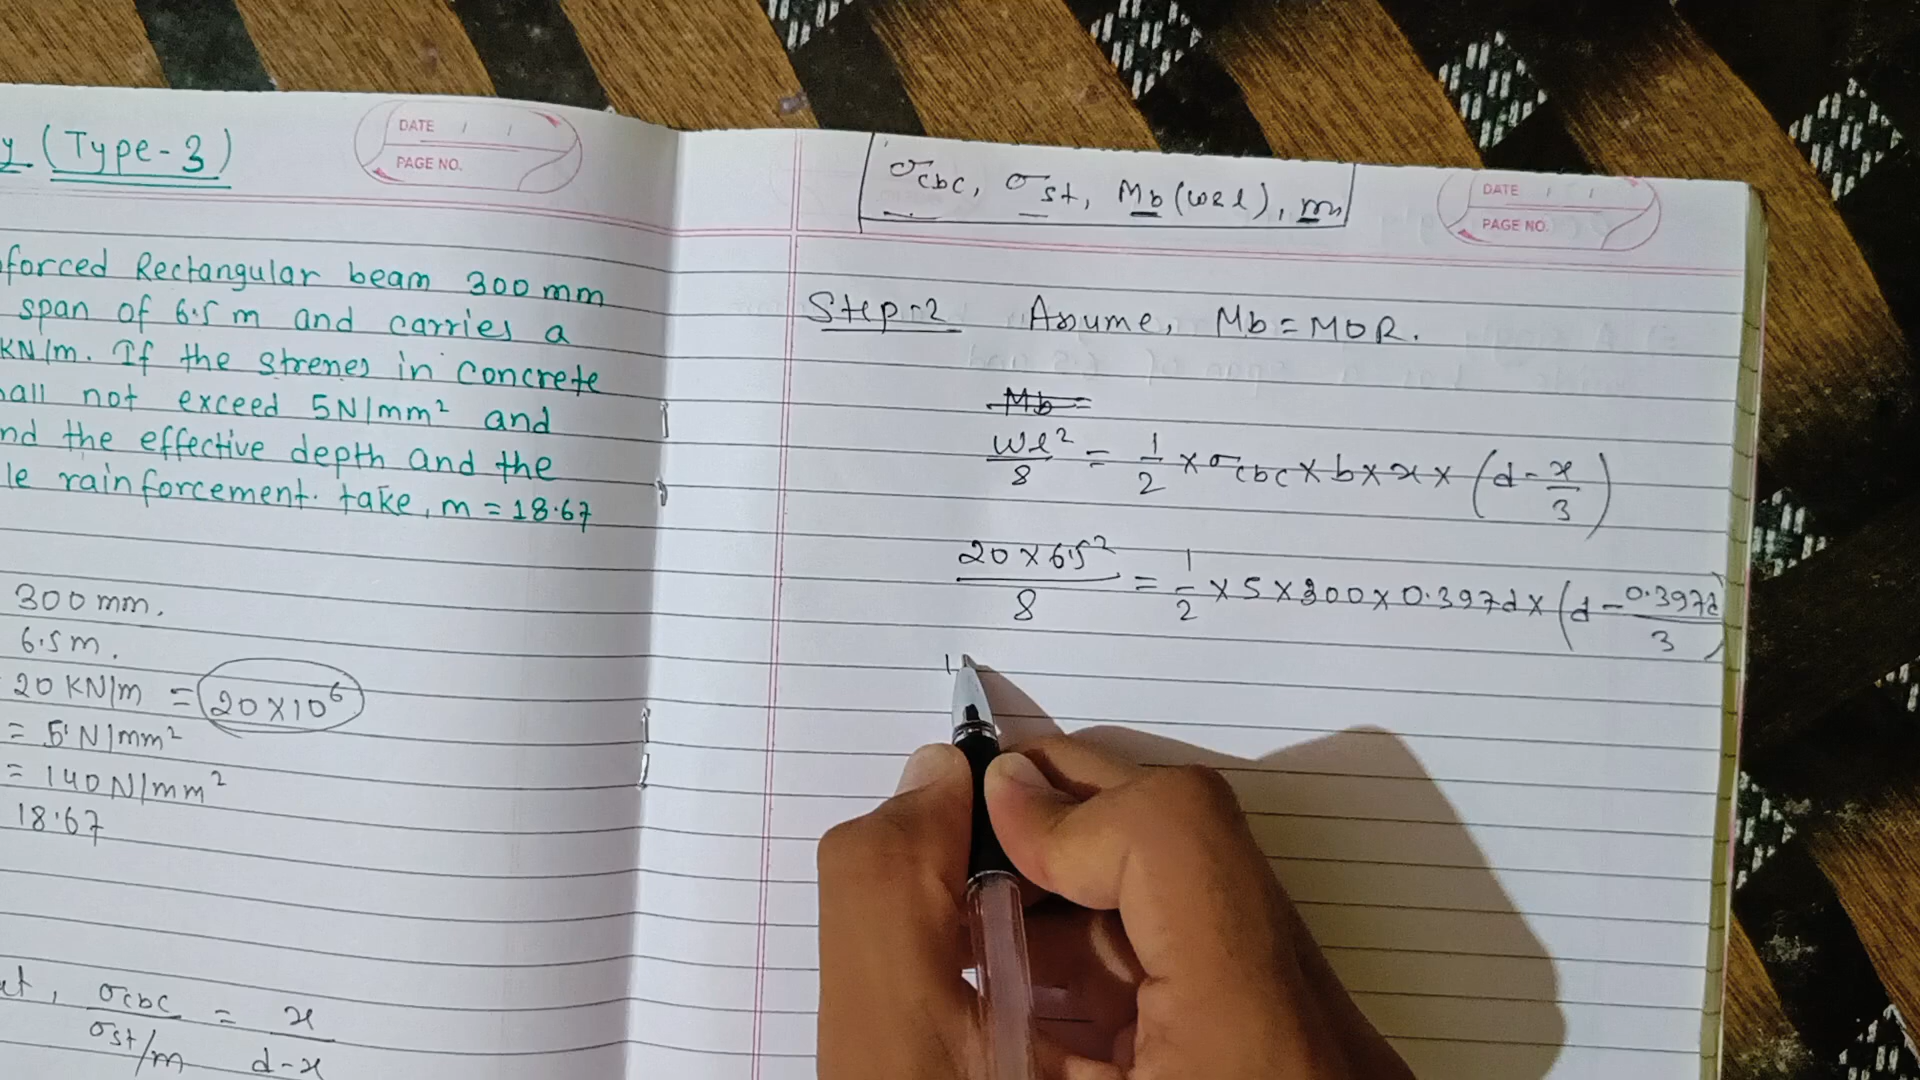 (Type-3)
DATE / /
PAGE NO.
forced Rectangular beam 300 mm
span of 6.5 m and carries a
KN/m. If the strenes in concrete
all not exceed 5N/mm² and
nd the effective depth and the
le rainforcement. take, m = 18.67
300 mm.
6.5 m.
20 KN/m = 20×10⁶
= 5 N/mm²
= 140 N/mm²
18.67
σcbc / σst/m = x / d-x
σcbc, σst, Mb (w&l), m
DATE / /
PAGE NO.
Step-2 Assume, Mb = MOR.
Mb =
wl²/8 = 1/2 × σcbc × b × x × (d - x/3)
20 × 6.5²/8 = 1/2 × 5 × 300 × 0.397d × (d - 0.397d/3)